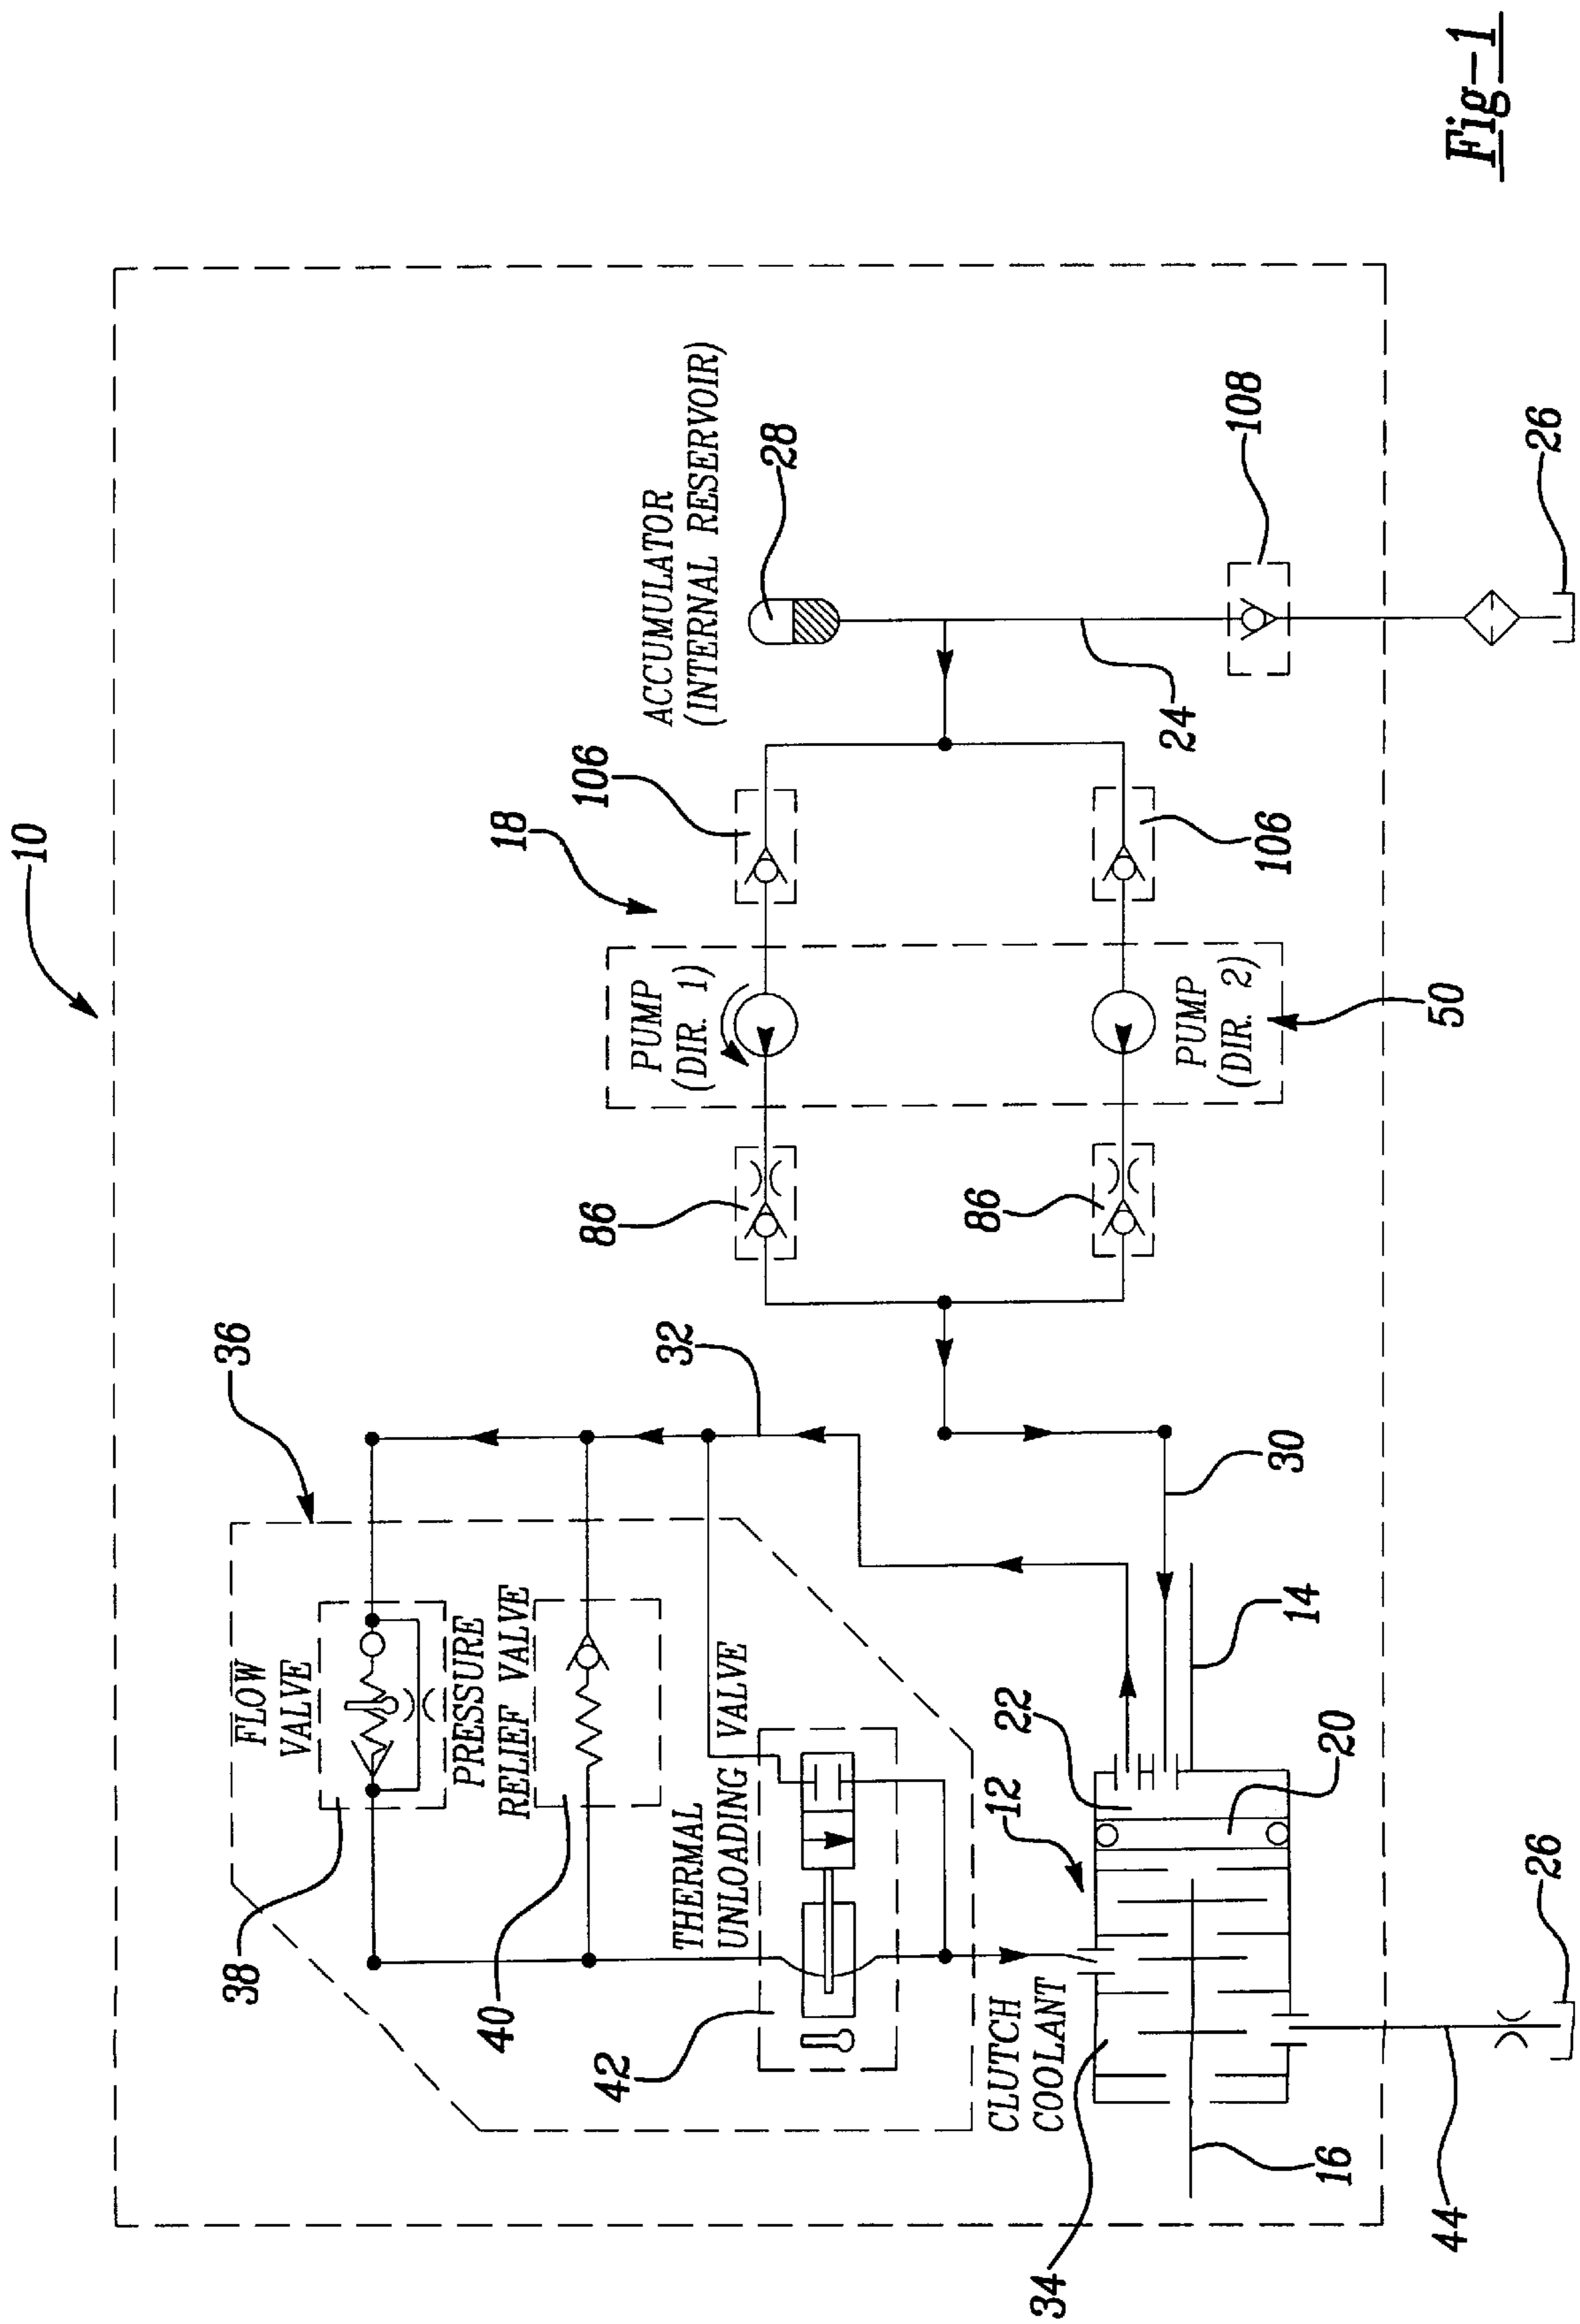 10
36
FLOW
VALVE
38
PRESSURE
RELIEF VALVE
40
THERMAL
UNLOADING VALVE
42
32
CLUTCH
COOLANT
12
22
20
14
30
16
34
44
26
86
86
PUMP
(DIR. 1)
PUMP
(DIR. 2)
50
18
106
106
ACCUMULATOR
(INTERNAL RESERVOIR)
28
24
108
26
Fig-1